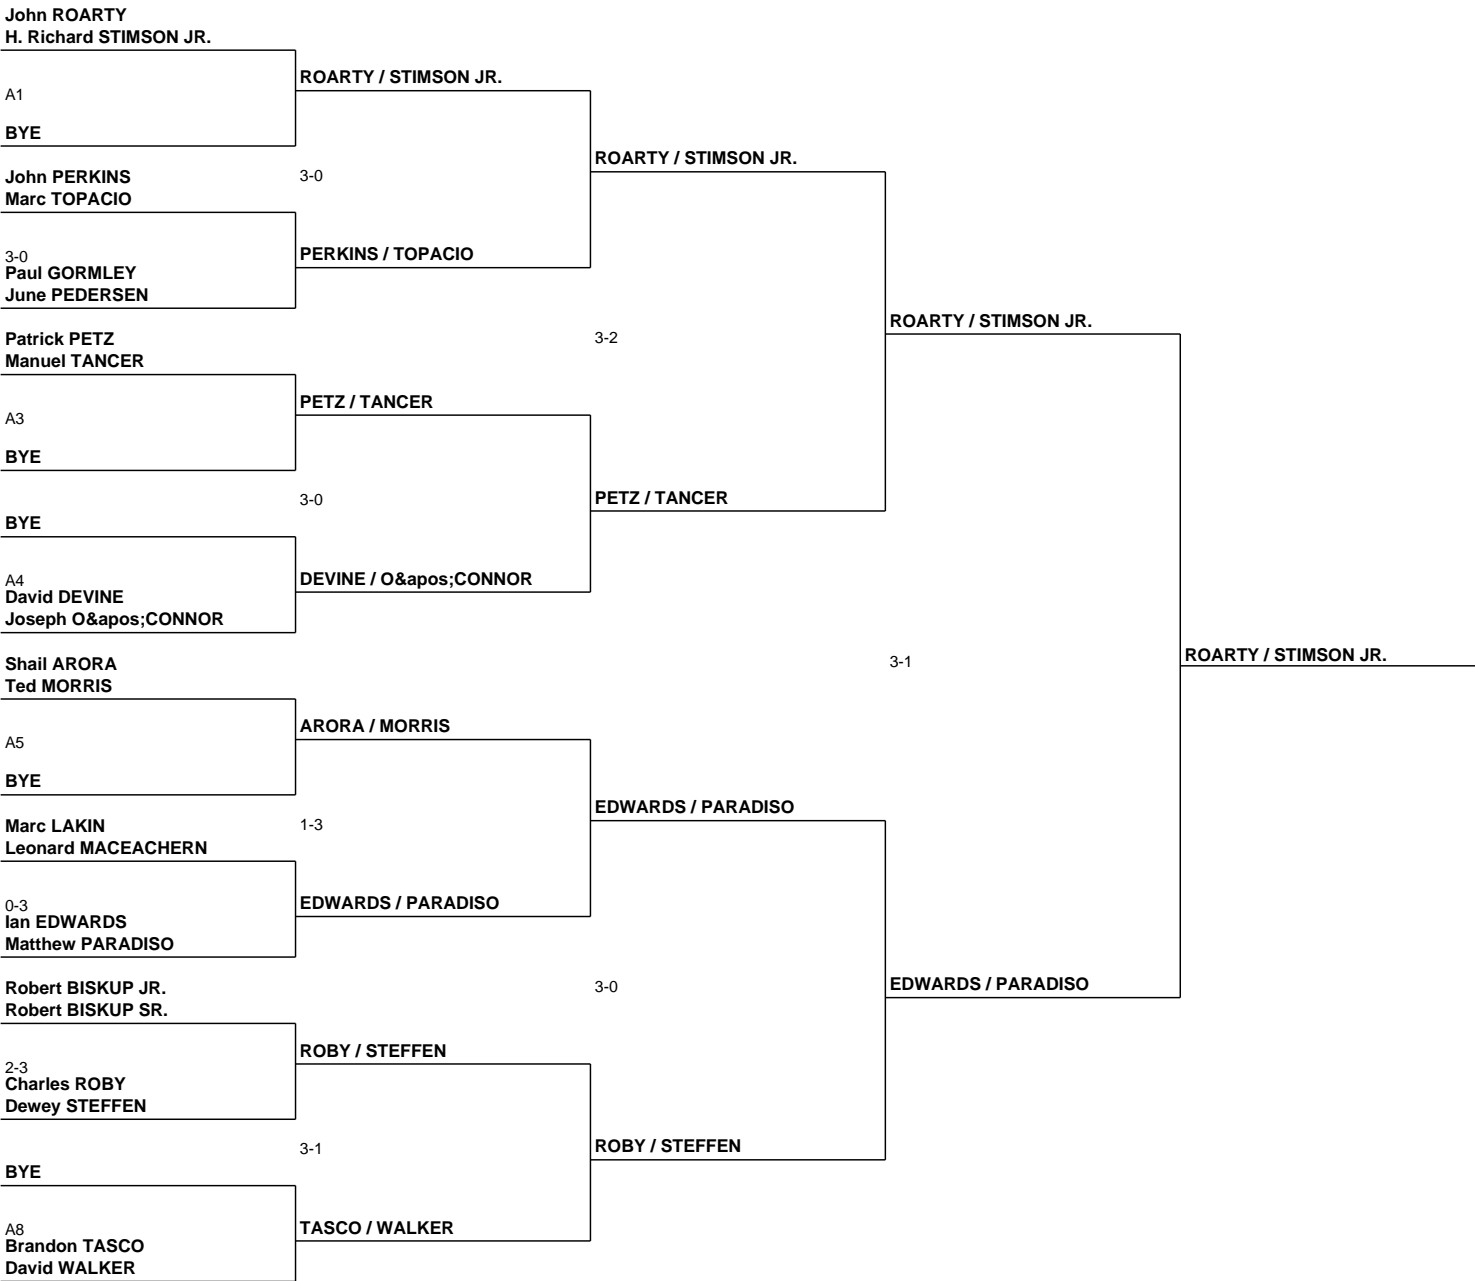 John ROARTY
H. Richard STIMSON JR.
A1
BYE
John PERKINS
Marc TOPACIO
3-0
Paul GORMLEY
June PEDERSEN
Patrick PETZ
Manuel TANCER
A3
BYE
BYE
A4
David DEVINE
Joseph O&apos;CONNOR
Shail ARORA
Ted MORRIS
A5
BYE
Marc LAKIN
Leonard MACEACHERN
0-3
Ian EDWARDS
Matthew PARADISO
Robert BISKUP JR.
Robert BISKUP SR.
2-3
Charles ROBY
Dewey STEFFEN
BYE
A8
Brandon TASCO
David WALKER
ROARTY / STIMSON JR.
3-0
PERKINS / TOPACIO
PETZ / TANCER
3-0
DEVINE / O&apos;CONNOR
ARORA / MORRIS
1-3
EDWARDS / PARADISO
ROBY / STEFFEN
3-1
TASCO / WALKER
ROARTY / STIMSON JR.
3-2
PETZ / TANCER
EDWARDS / PARADISO
3-0
ROBY / STEFFEN
ROARTY / STIMSON JR.
3-1
EDWARDS / PARADISO
ROARTY / STIMSON JR.